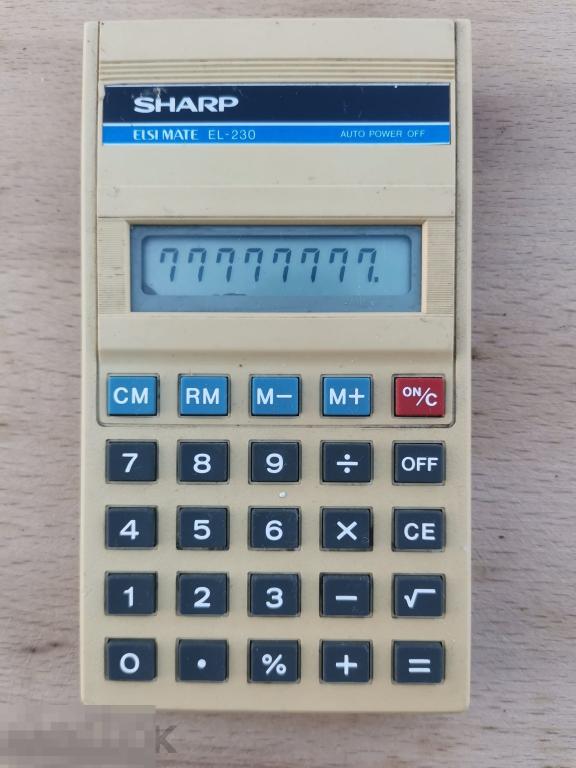 SHARP
ELSI MATE EL-230 AUTO POWER OFF
77777777.
CM RM M− M+ ON/C
7 8 9 ÷ OFF
4 5 6 × CE
1 2 3 − √
0 . % + =